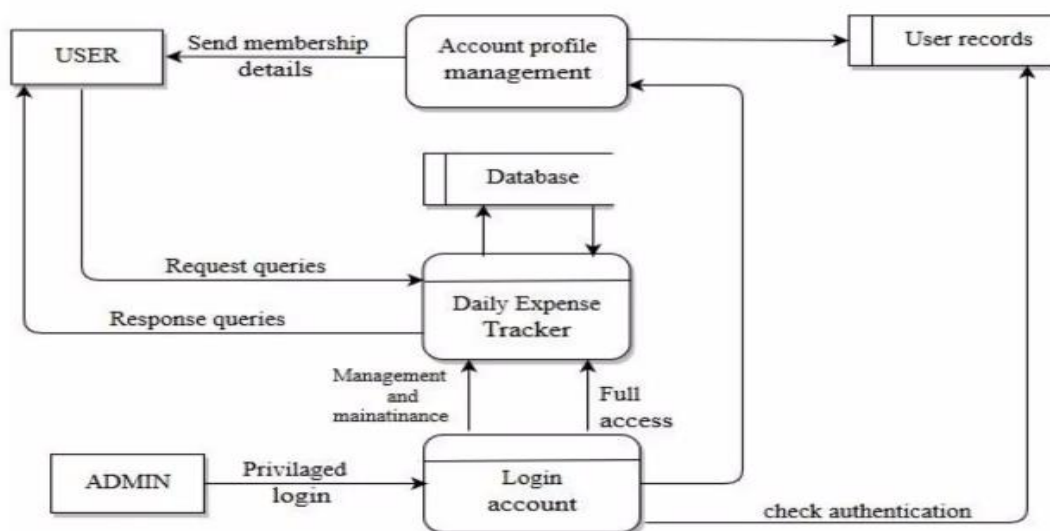 USER
Send membership
details
Account profile
management
User records
Database
Request queries
Daily Expense
Tracker
Response queries
Management
and
mainatinance
Full
access
ADMIN
Privilaged
login
Login
account
check authentication